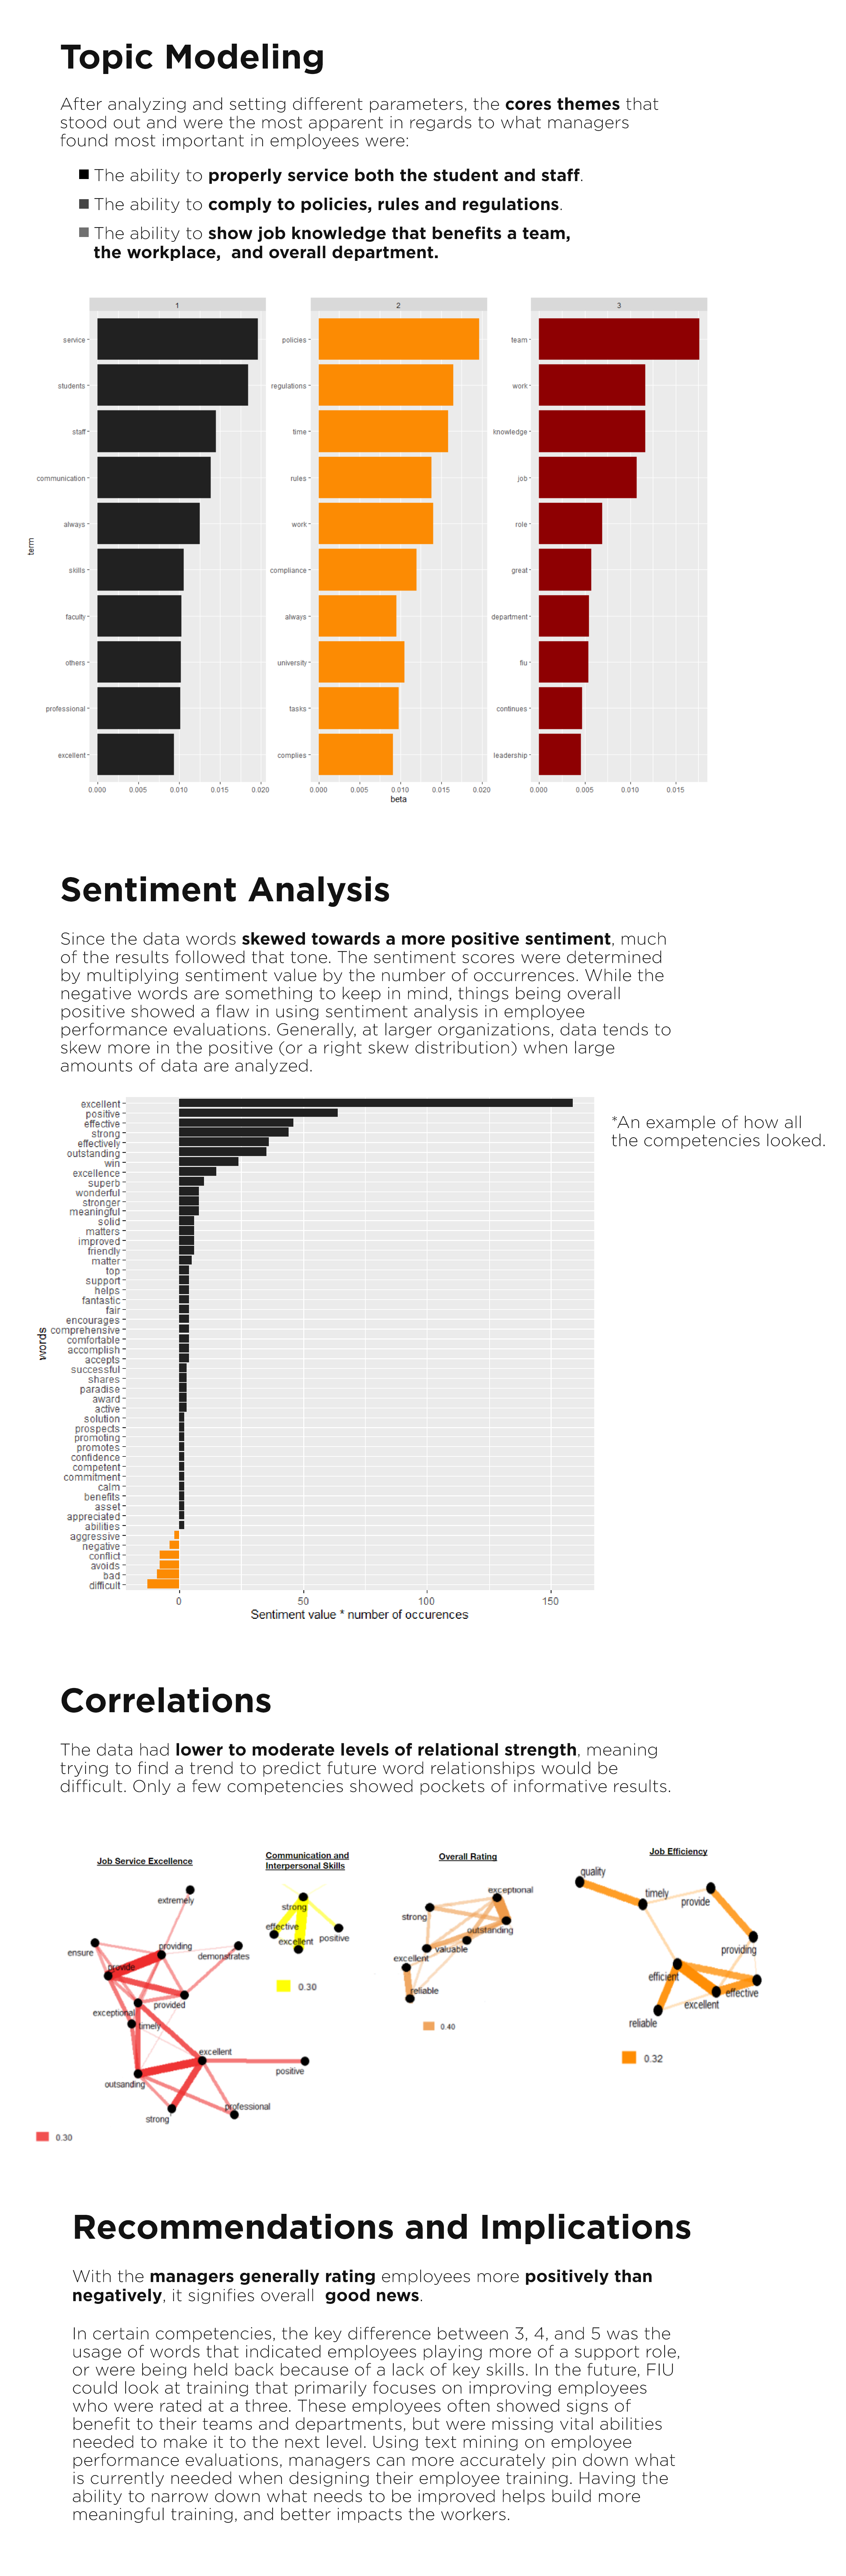 Topic Modeling
After analyzing and setting different parameters, the cores themes that
stood out and were the most apparent in regards to what managers
found most important in employees were:
The ability to properly service both the student and staff.
The ability to comply to policies, rules and regulations.
The ability to show job knowledge that benefits a team,
the workplace, and overall department.
1
2
3
term
service
students
staff
communication
always
skills
faculty
others
professional
excellent
0.000 0.005 0.010 0.015 0.020
policies
regulations
time
rules
work
compliance
always
university
tasks
complies
0.000 0.005 0.010 0.015 0.020
team
work
knowledge
job
role
great
department
fiu
continues
leadership
0.000 0.005 0.010 0.015
beta
Sentiment Analysis
Since the data words skewed towards a more positive sentiment, much
of the results followed that tone. The sentiment scores were determined
by multiplying sentiment value by the number of occurrences. While the
negative words are something to keep in mind, things being overall
positive showed a flaw in using sentiment analysis in employee
performance evaluations. Generally, at larger organizations, data tends to
skew more in the positive (or a right skew distribution) when large
amounts of data are analyzed.
*An example of how all
the competencies looked.
words
excellent
positive
effective
strong
effectively
outstanding
win
excellence
superb
wonderful
stronger
meaningful
solid
matters
improved
friendly
matter
top
support
helps
fantastic
fair
encourages
comprehensive
comfortable
accomplish
accepts
successful
shares
paradise
award
active
solution
prospects
promoting
promotes
confidence
competent
commitment
calm
benefits
asset
appreciated
abilities
aggressive
negative
conflict
avoids
bad
difficult
0 50 100 150
Sentiment value * number of occurences
Correlations
The data had lower to moderate levels of relational strength, meaning
trying to find a trend to predict future word relationships would be
difficult. Only a few competencies showed pockets of informative results.
Job Service Excellence
extremely
ensure
providing
demonstrates
provide
exceptional
provided
timely
excellent
positive
outsanding
professional
strong
0.30
Communication and
Interpersonal Skills
strong
effective
positive
excellent
0.30
Overall Rating
exceptional
strong
outstanding
valuable
excellent
reliable
0.40
Job Efficiency
quality
timely
provide
providing
efficient
effective
excellent
reliable
0.32
Recommendations and Implications
With the managers generally rating employees more positively than
negatively, it signifies overall good news.
In certain competencies, the key difference between 3, 4, and 5 was the
usage of words that indicated employees playing more of a support role,
or were being held back because of a lack of key skills. In the future, FIU
could look at training that primarily focuses on improving employees
who were rated at a three. These employees often showed signs of
benefit to their teams and departments, but were missing vital abilities
needed to make it to the next level. Using text mining on employee
performance evaluations, managers can more accurately pin down what
is currently needed when designing their employee training. Having the
ability to narrow down what needs to be improved helps build more
meaningful training, and better impacts the workers.